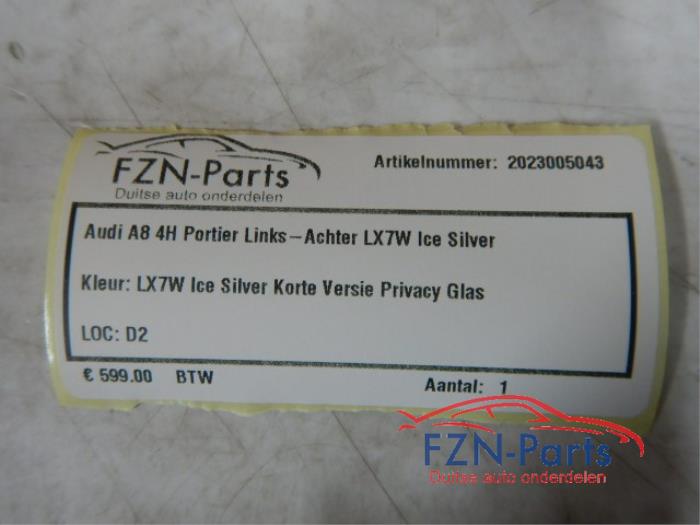 FZN-Parts
Duitse auto onderdelen
Artikelnummer: 2023005043
Audi A8 4H Portier Links-Achter LX7W Ice Silver
Kleur: LX7W Ice Silver Korte Versie Privacy Glas
LOC: D2
€ 599.00 BTW
Aantal: 1
FZN-Parts
Duitse auto onderdelen